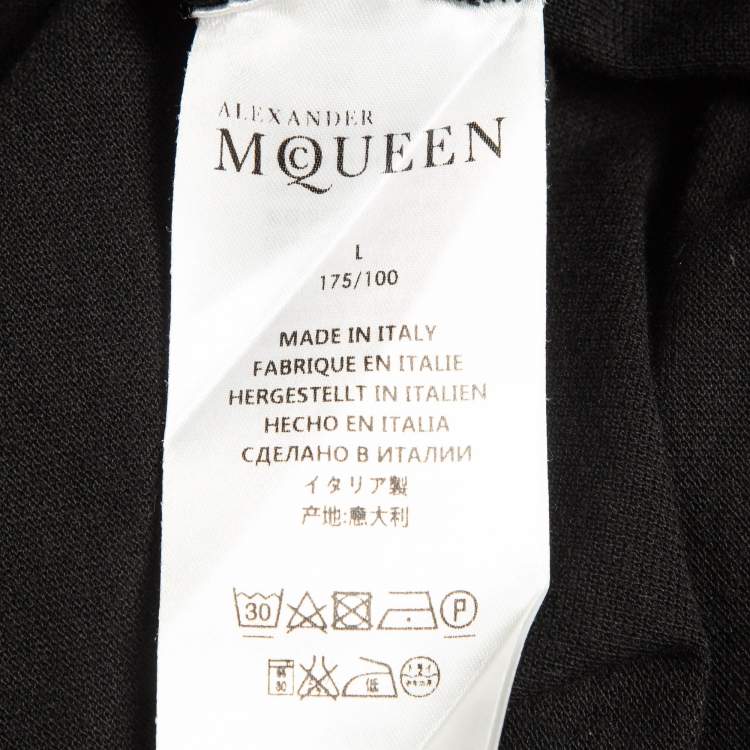 ALEXANDER
MCQUEEN
L
175/100
MADE IN ITALY
FABRIQUE EN ITALIE
HERGESTELLT IN ITALIEN
HECHO EN ITALIA
СДЕЛАНО В ИТАЛИИ
イタリア製
产地:意大利
30 P
低